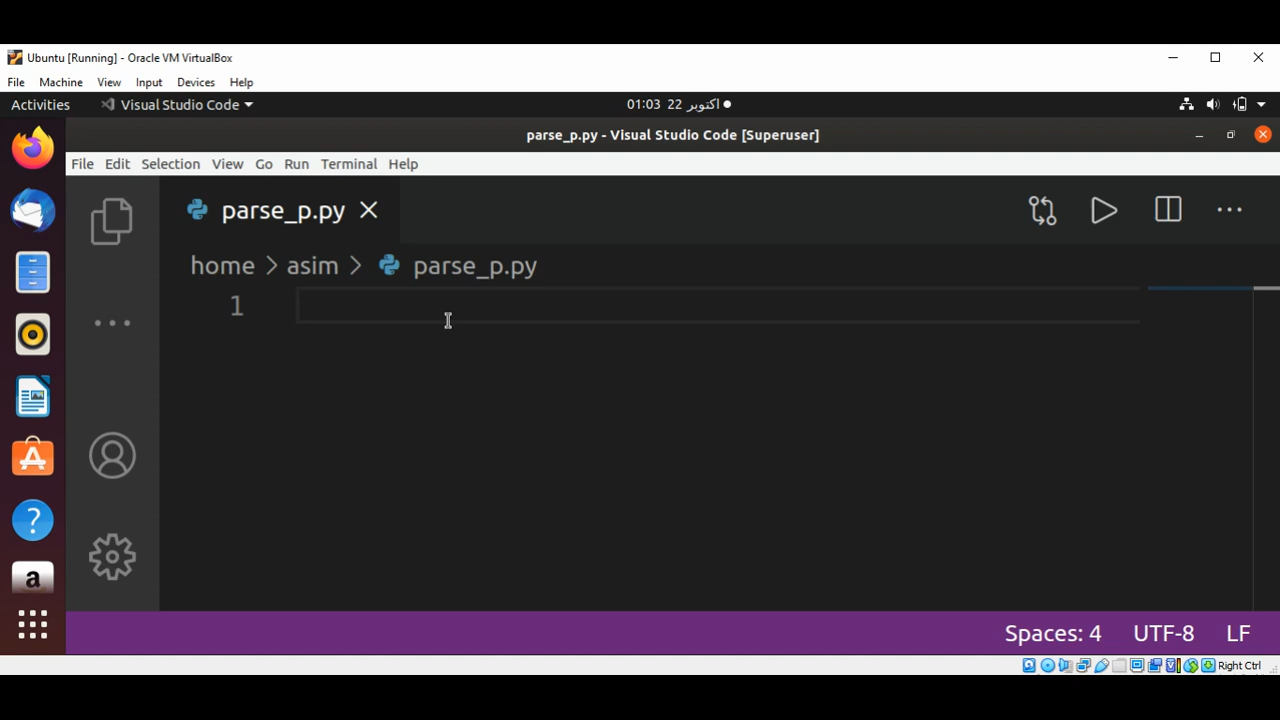 Ubuntu [Running] - Oracle VM VirtualBox
File Machine View Input Devices Help
Activities Visual Studio Code 01:03 22 اکتوبر
parse_p.py - Visual Studio Code [Superuser]
File Edit Selection View Go Run Terminal Help
parse_p.py
home > asim > parse_p.py
1
?
a
Spaces: 4 UTF-8 LF
Right Ctrl